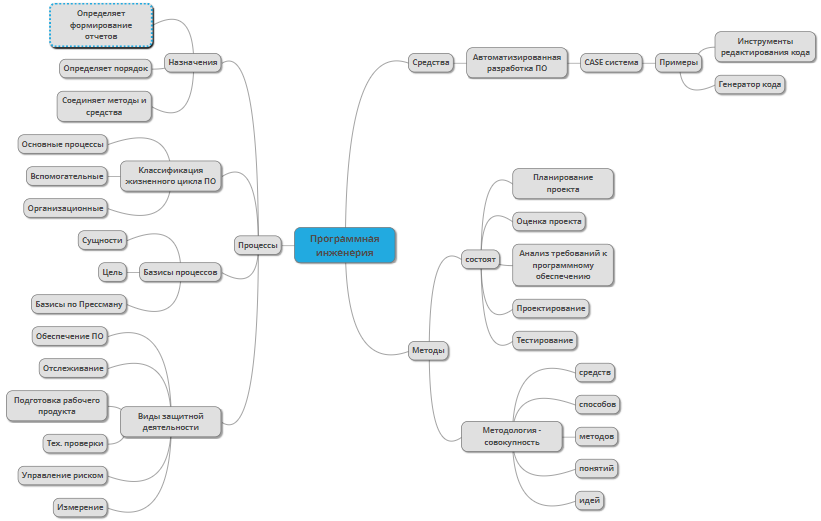 Определяет
формирование
отчетов
Определяет порядок
Соединяет методы и
средства
Назначения
Основные процессы
Вспомогательные
Организационные
Классификация
жизненного цикла ПО
Сущности
Цель
Базисы по Прессману
Базисы процессов
Обеспечение ПО
Отслеживание
Подготовка рабочего
продукта
Тех. проверки
Управление риском
Измерение
Виды защитной
деятельности
Процессы
Программная
инженерия
Средства
Автоматизированная
разработка ПО
CASE система
Примеры
Инструменты
редактирования кода
Генератор кода
Методы
состоят
Планирование
проекта
Оценка проекта
Анализ требований к
программному
обеспечению
Проектирование
Тестирование
Методология -
совокупность
средств
способов
методов
понятий
идей